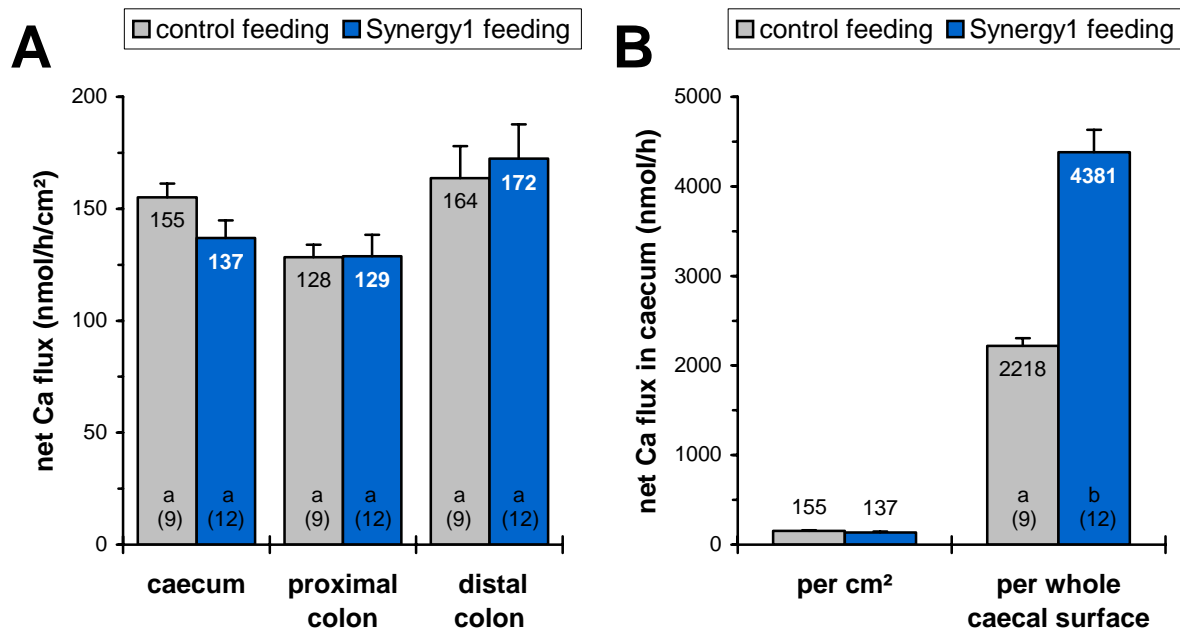 A
control feeding Synergy1 feeding
net Ca flux (nmol/h/cm²)
200
150
100
50
0
155
137
128
129
164
172
a
(9)
a
(12)
a
(9)
a
(12)
a
(9)
a
(12)
caecum
proximal
colon
distal
colon
B
control feeding Synergy1 feeding
net Ca flux in caecum (nmol/h)
5000
4000
3000
2000
1000
0
155
137
2218
4381
a
(9)
b
(12)
per cm²
per whole
caecal surface